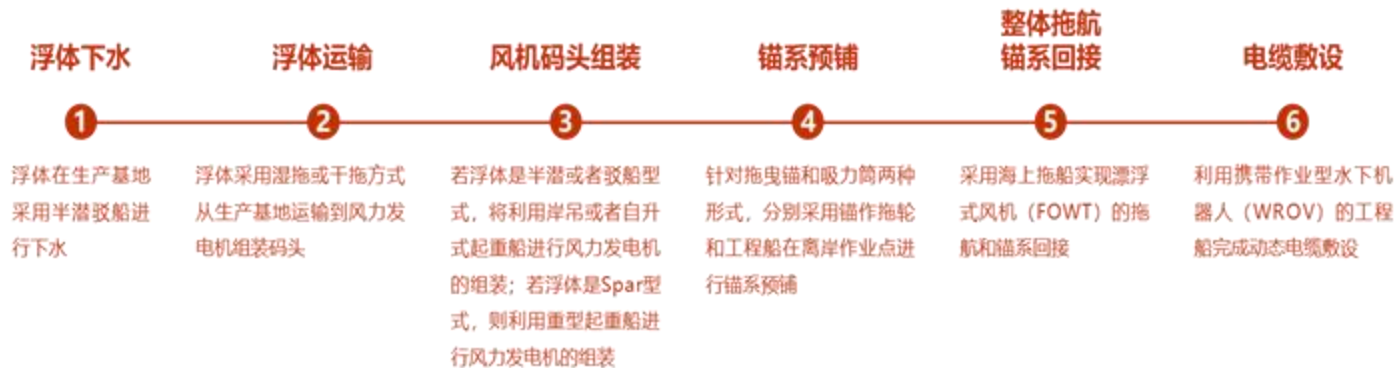 浮体下水
浮体运输
风机码头组装
锚系预铺
整体拖航
锚系回接
电缆敷设
1
2
3
4
5
6
浮体在生产基地
采用半潜驳船进
行下水
浮体采用湿拖或干拖方式
从生产基地运输到风力发
电机组装码头
若浮体是半潜或者驳船型
式，将利用岸吊或者自升
式起重船进行风力发电机
的组装；若浮体是Spar型
式，则利用重型起重船进
行风力发电机的组装
针对拖曳锚和吸力筒两种
形式，分别采用锚作拖轮
和工程船在离岸作业点进
行锚系预铺
采用海上拖船实现漂浮
式风机（FOWT）的拖
航和锚系回接
利用携带作业型水下机
器人（WROV）的工程
船完成动态电缆敷设